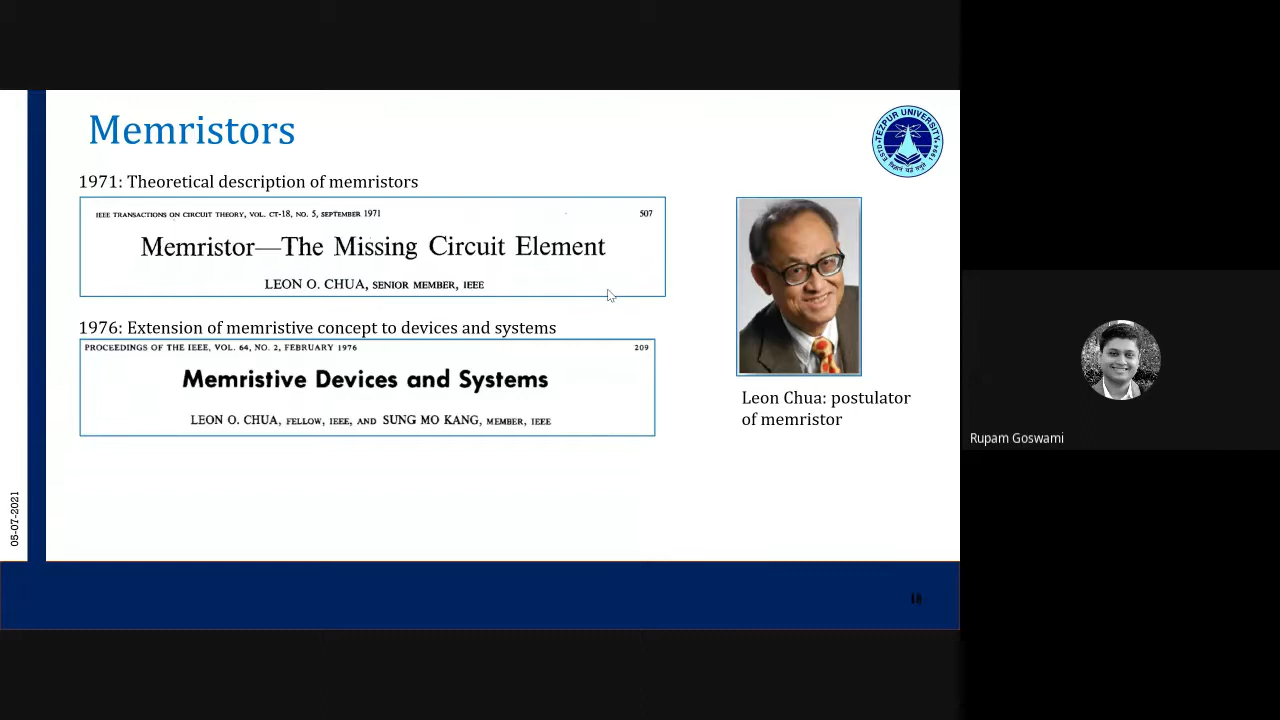 Memristors
TEZPUR UNIVERSITY
1971: Theoretical description of memristors
IEEE TRANSACTIONS ON CIRCUIT THEORY, VOL. CT-18, NO. 5, SEPTEMBER 1971 507
Memristor—The Missing Circuit Element
LEON O. CHUA, SENIOR MEMBER, IEEE
1976: Extension of memristive concept to devices and systems
PROCEEDINGS OF THE IEEE, VOL. 64, NO. 2, FEBRUARY 1976 209
Memristive Devices and Systems
LEON O. CHUA, FELLOW, IEEE, AND SUNG MO KANG, MEMBER, IEEE
Leon Chua: postulator
of memristor
Rupam Goswami
05-07-2021
18